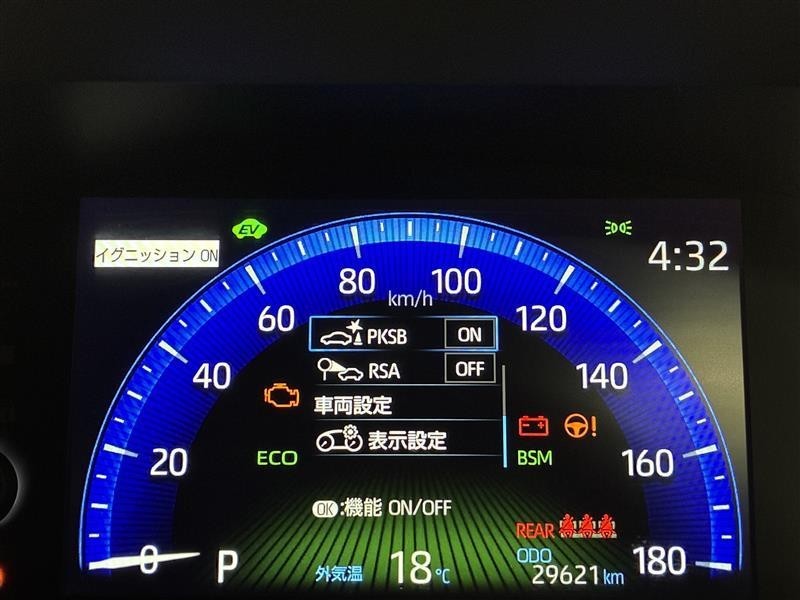 EV
イグニッション ON
4:32
80
100
km/h
60
120
PKSB ON
RSA OFF
40
140
車両設定
表示設定
ECO
BSM
20
160
OK:機能 ON/OFF
REAR
0
P
外気温 18℃
ODO
29621km
180